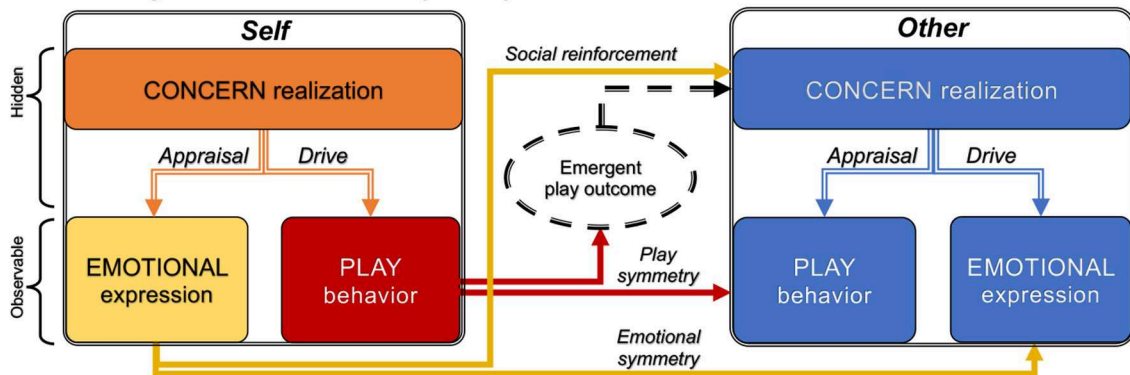 Self
Other
Hidden
CONCERN realization
Social reinforcement
CONCERN realization
Appraisal
Drive
Emergent
play outcome
Appraisal
Drive
Observable
EMOTIONAL
expression
PLAY
behavior
Play
symmetry
PLAY
behavior
EMOTIONAL
expression
Emotional
symmetry